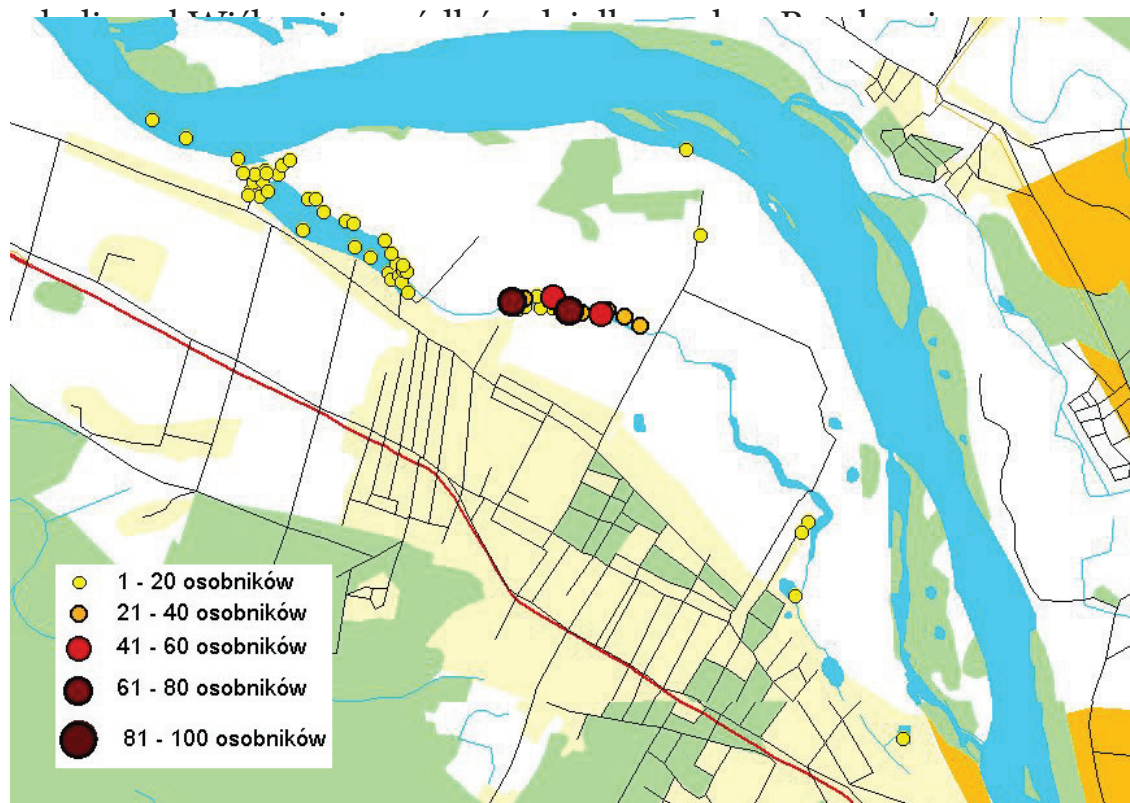 1 - 20 osobników
21 - 40 osobników
41 - 60 osobników
61 - 80 osobników
81 - 100 osobników